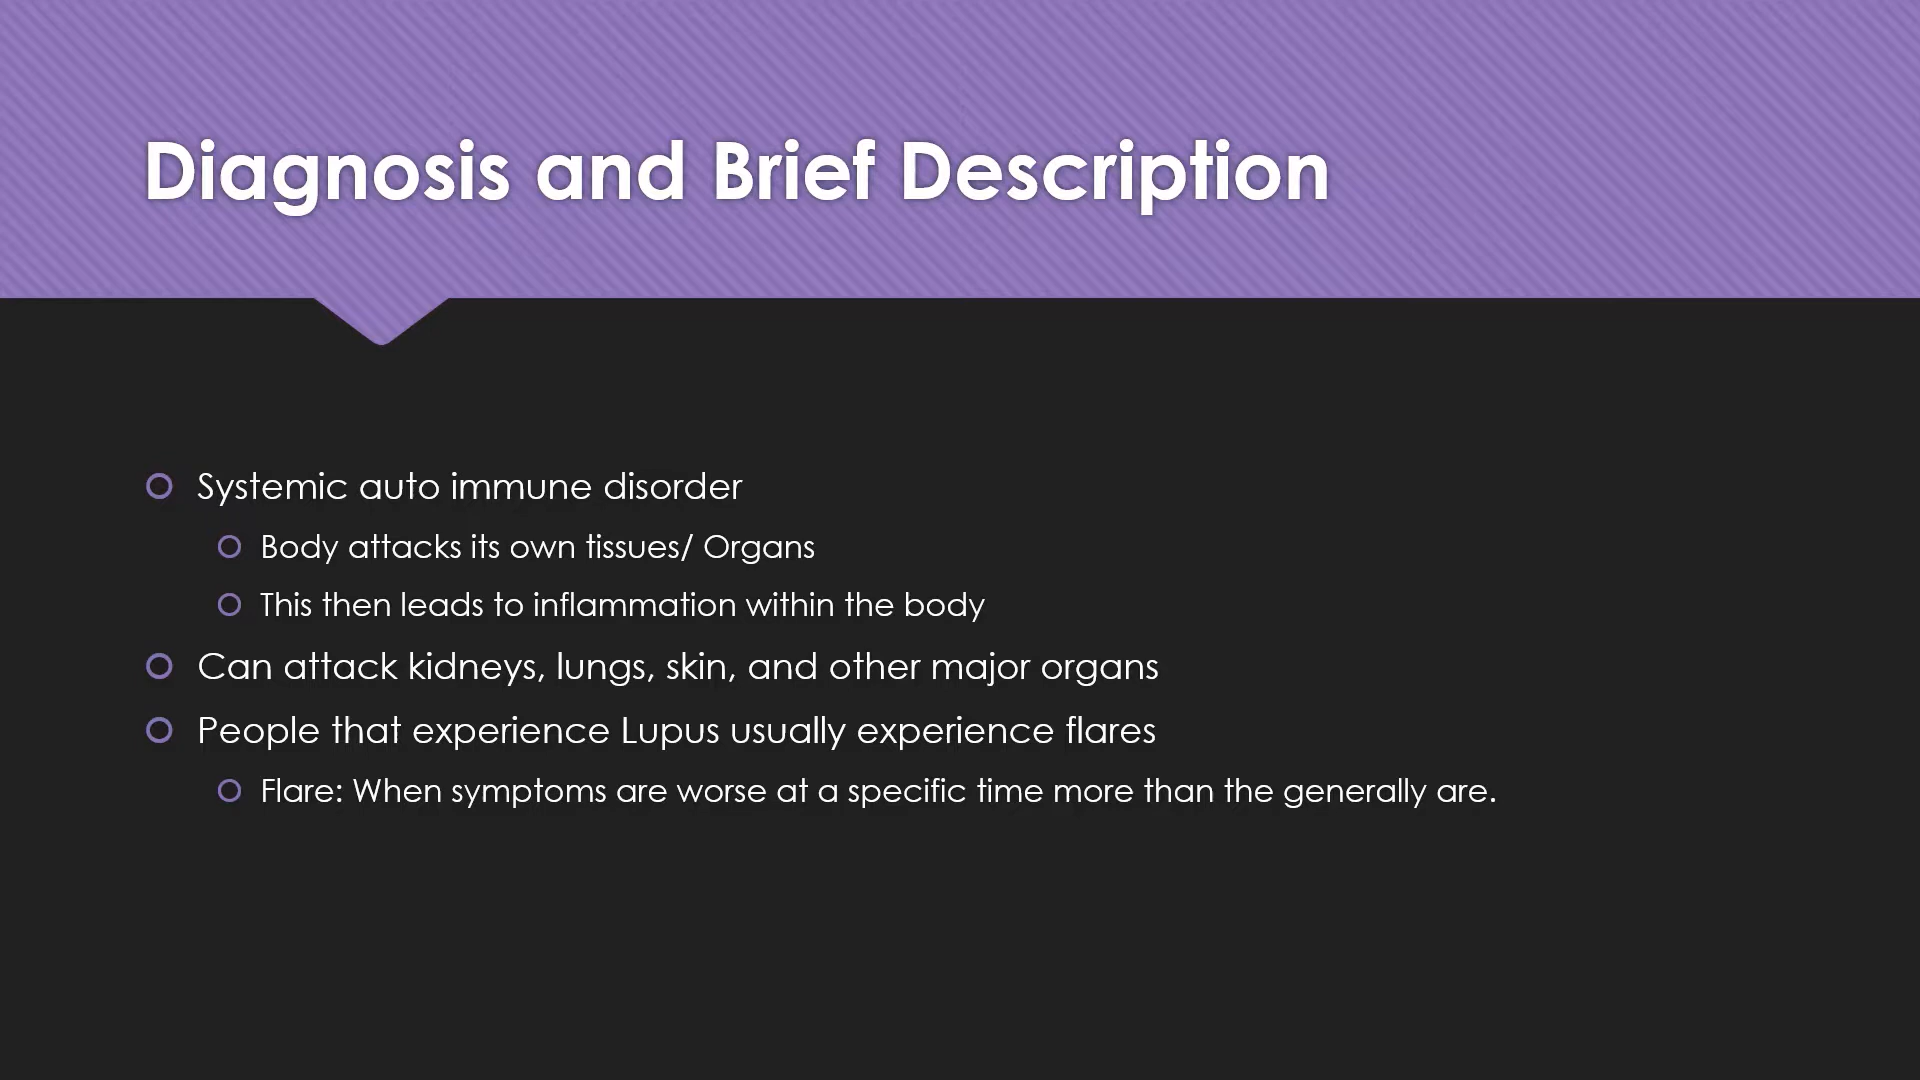 Diagnosis and Brief Description
Systemic auto immune disorder
Body attacks its own tissues/ Organs
This then leads to inflammation within the body
Can attack kidneys, lungs, skin, and other major organs
People that experience Lupus usually experience flares
Flare: When symptoms are worse at a specific time more than the generally are.